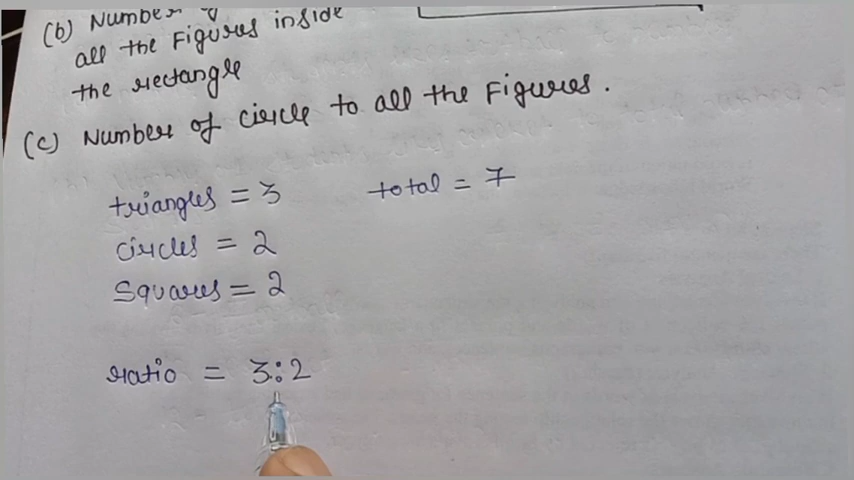 (b) Number of
all the Figures inside
the rectangle
(c) Number of circle to all the Figures.
triangles = 3 total = 7
circles = 2
Squares = 2
ratio = 3:2